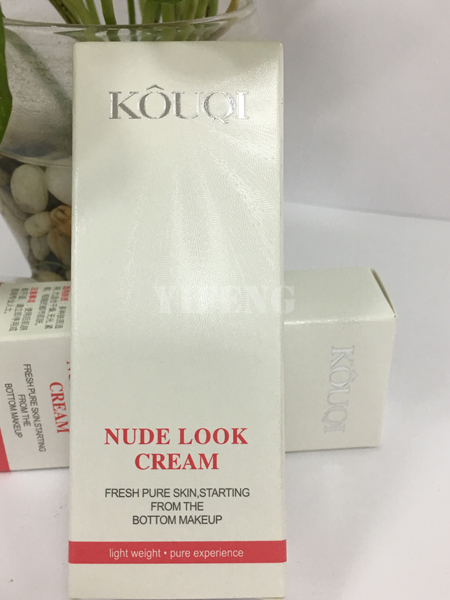 KÔUQI
YIFENG
NUDE LOOK
CREAM
FRESH PURE SKIN,STARTING
FROM THE
BOTTOM MAKEUP
light weight • pure experience
CREAM
FRESH PURE SKIN,STARTING
FROM THE
BOTTOM MAKEUP
KÔUQI